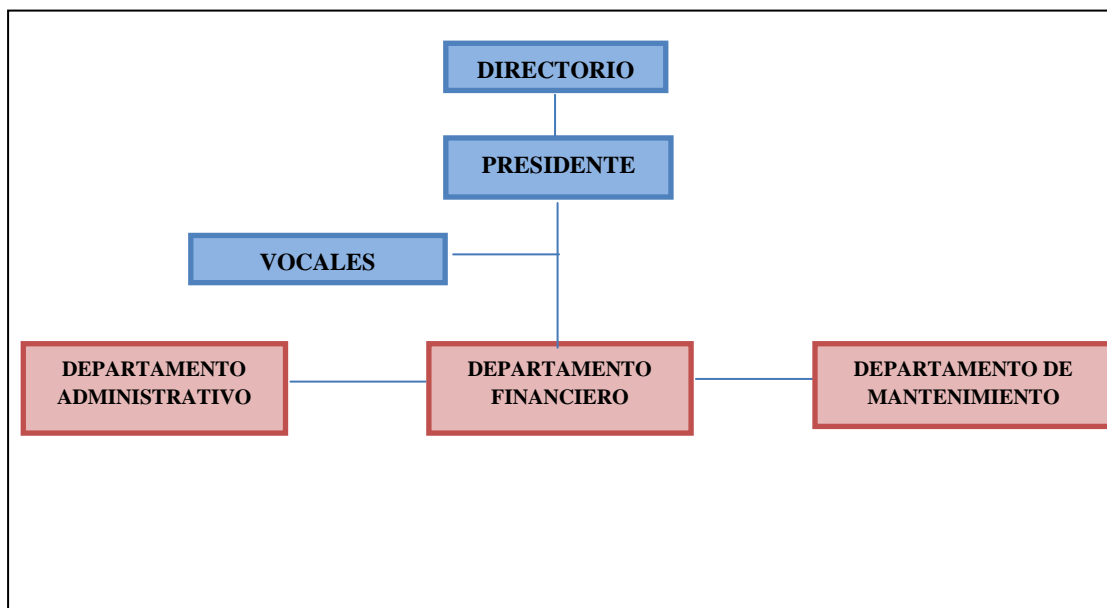 DIRECTORIO
PRESIDENTE
VOCALES
DEPARTAMENTO
ADMINISTRATIVO
DEPARTAMENTO
FINANCIERO
DEPARTAMENTO DE
MANTENIMIENTO